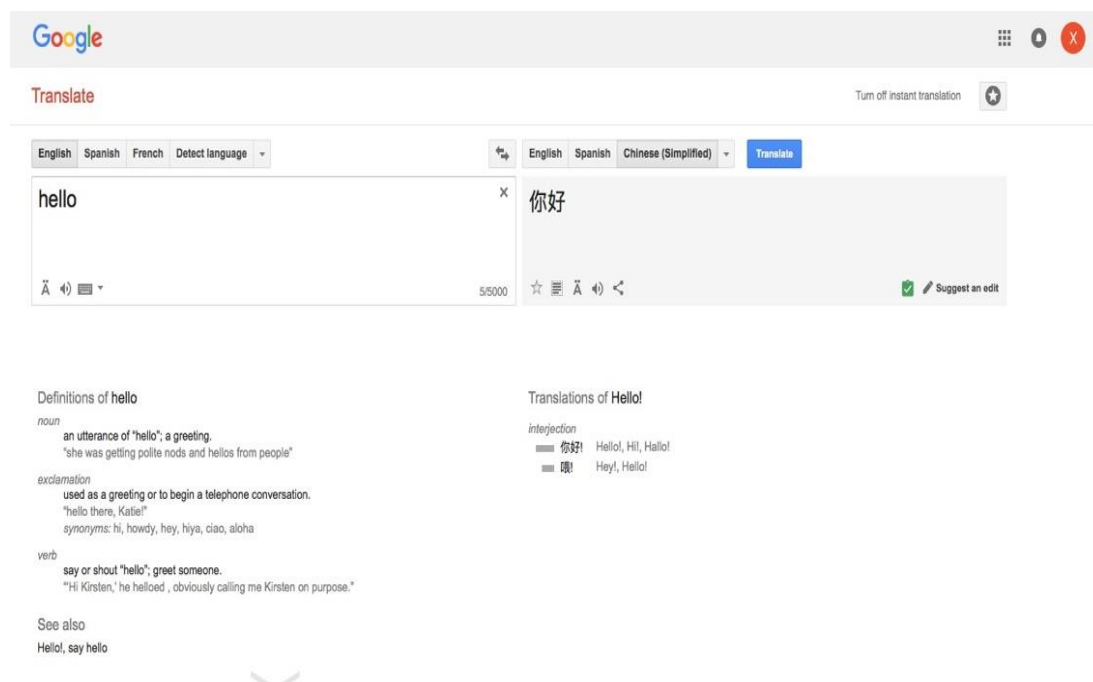 Google
X
Translate
Turn off instant translation
English Spanish French Detect language
English Spanish Chinese (Simplified) Translate
hello
你好
Ä
5/5000
Ä
Suggest an edit
Definitions of hello
noun
an utterance of “hello”; a greeting.
"she was getting polite nods and hellos from people"
exclamation
used as a greeting or to begin a telephone conversation.
"hello there, Katie!"
synonyms: hi, howdy, hey, hiya, ciao, aloha
verb
say or shout “hello”; greet someone.
"'Hi Kirsten,' he helloed , obviously calling me Kirsten on purpose."
See also
Hello!, say hello
Translations of Hello!
interjection
你好! Hello!, Hi!, Hallo!
喂! Hey!, Hello!